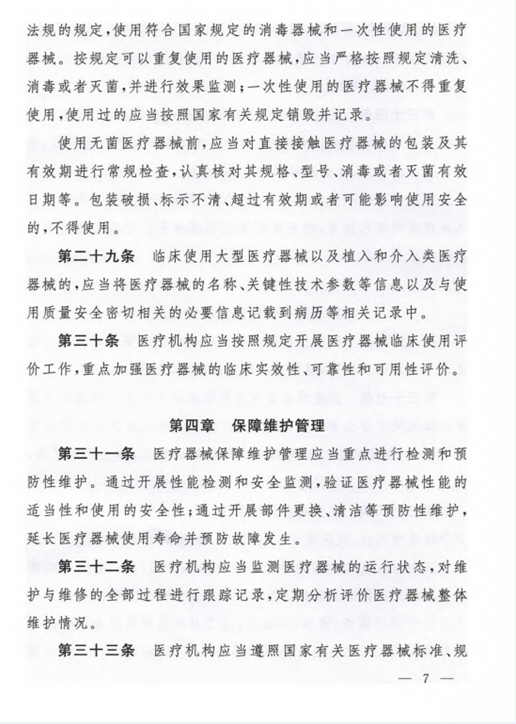 法规的规定,使用符合国家规定的消毒器械和一次性使用的医疗
器械。按规定可以重复使用的医疗器械,应当严格按照规定清洗、
消毒或者灭菌,并进行效果监测;一次性使用的医疗器械不得重复
使用,使用过的应当按照国家有关规定销毁并记录。
使用无菌医疗器械前,应当对直接接触医疗器械的包装及其
有效期进行常规检查,认真核对其规格、型号、消毒或者灭菌有效
日期等。包装破损、标示不清、超过有效期或者可能影响使用安全
的,不得使用。
第二十九条 临床使用大型医疗器械以及植入和介入类医疗
器械的,应当将医疗器械的名称、关键性技术参数等信息以及与使
用质量安全密切相关的必要信息记载到病历等相关记录中。
第三十条 医疗机构应当按照规定开展医疗器械临床使用评
价工作,重点加强医疗器械的临床实效性、可靠性和可用性评价。
第四章 保障维护管理
第三十一条 医疗器械保障维护管理应当重点进行检测和预
防性维护。通过开展性能检测和安全监测,验证医疗器械性能的
适当性和使用的安全性;通过开展部件更换、清洁等预防性维护,
延长医疗器械使用寿命并预防故障发生。
第三十二条 医疗机构应当监测医疗器械的运行状态,对维
护与维修的全部过程进行跟踪记录,定期分析评价医疗器械整体
维护情况。
第三十三条 医疗机构应当遵照国家有关医疗器械标准、规
— 7 —